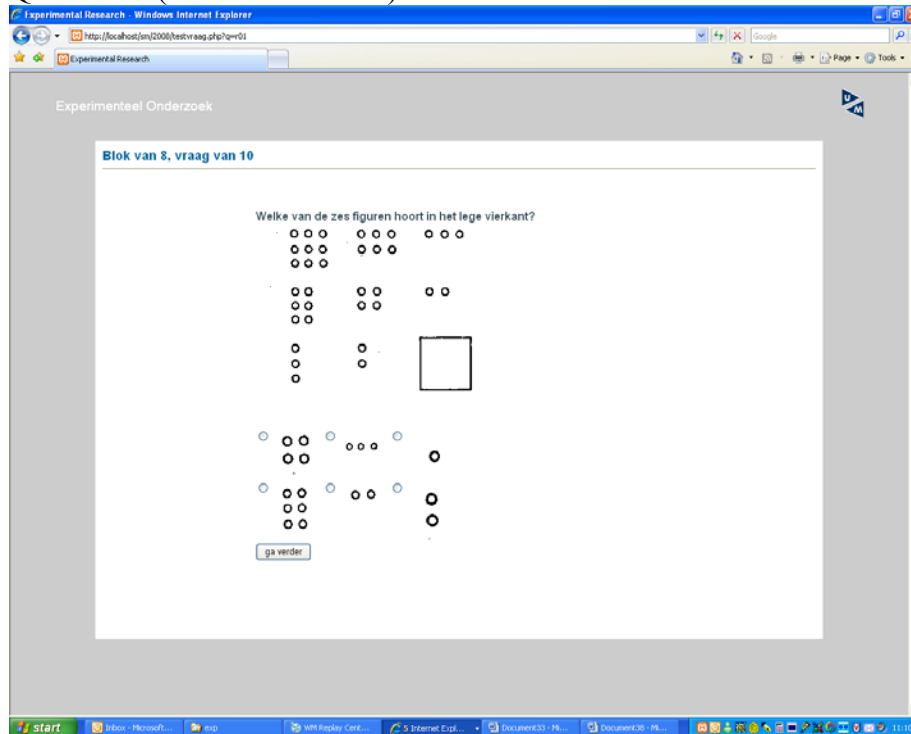 Experimental Research - Windows Internet Explorer
http://localhost/sm/2008/testvraag.php?q=r01
Google
Experimental Research
Page
Tools
Experimenteel Onderzoek
U M
Blok van 8, vraag van 10
Welke van de zes figuren hoort in het lege vierkant?
ga verder
start
Inbox - Microsoft...
exp
WM Replay Cent...
5 Internet Expl...
Document33 - Mi...
Document38 - Mi...
11:10